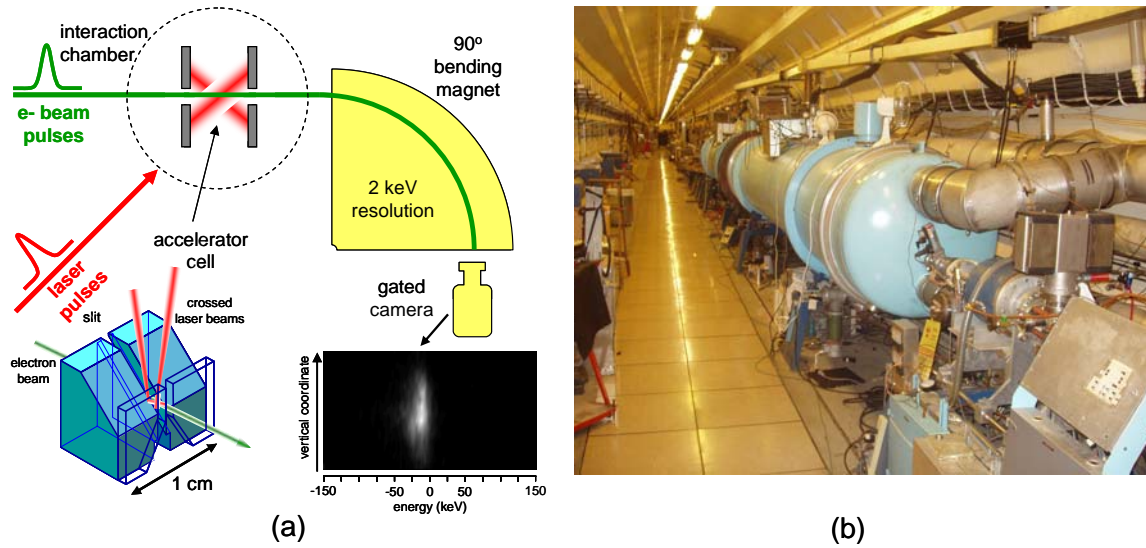 interaction
chamber
e- beam
pulses
90º
bending
magnet
2 keV
resolution
accelerator
cell
laser
pulses
slit
crossed
laser beams
electron
beam
1 cm
gated
camera
vertical coordinate
-150 -50 0 50 150
energy (keV)
(a)
(b)